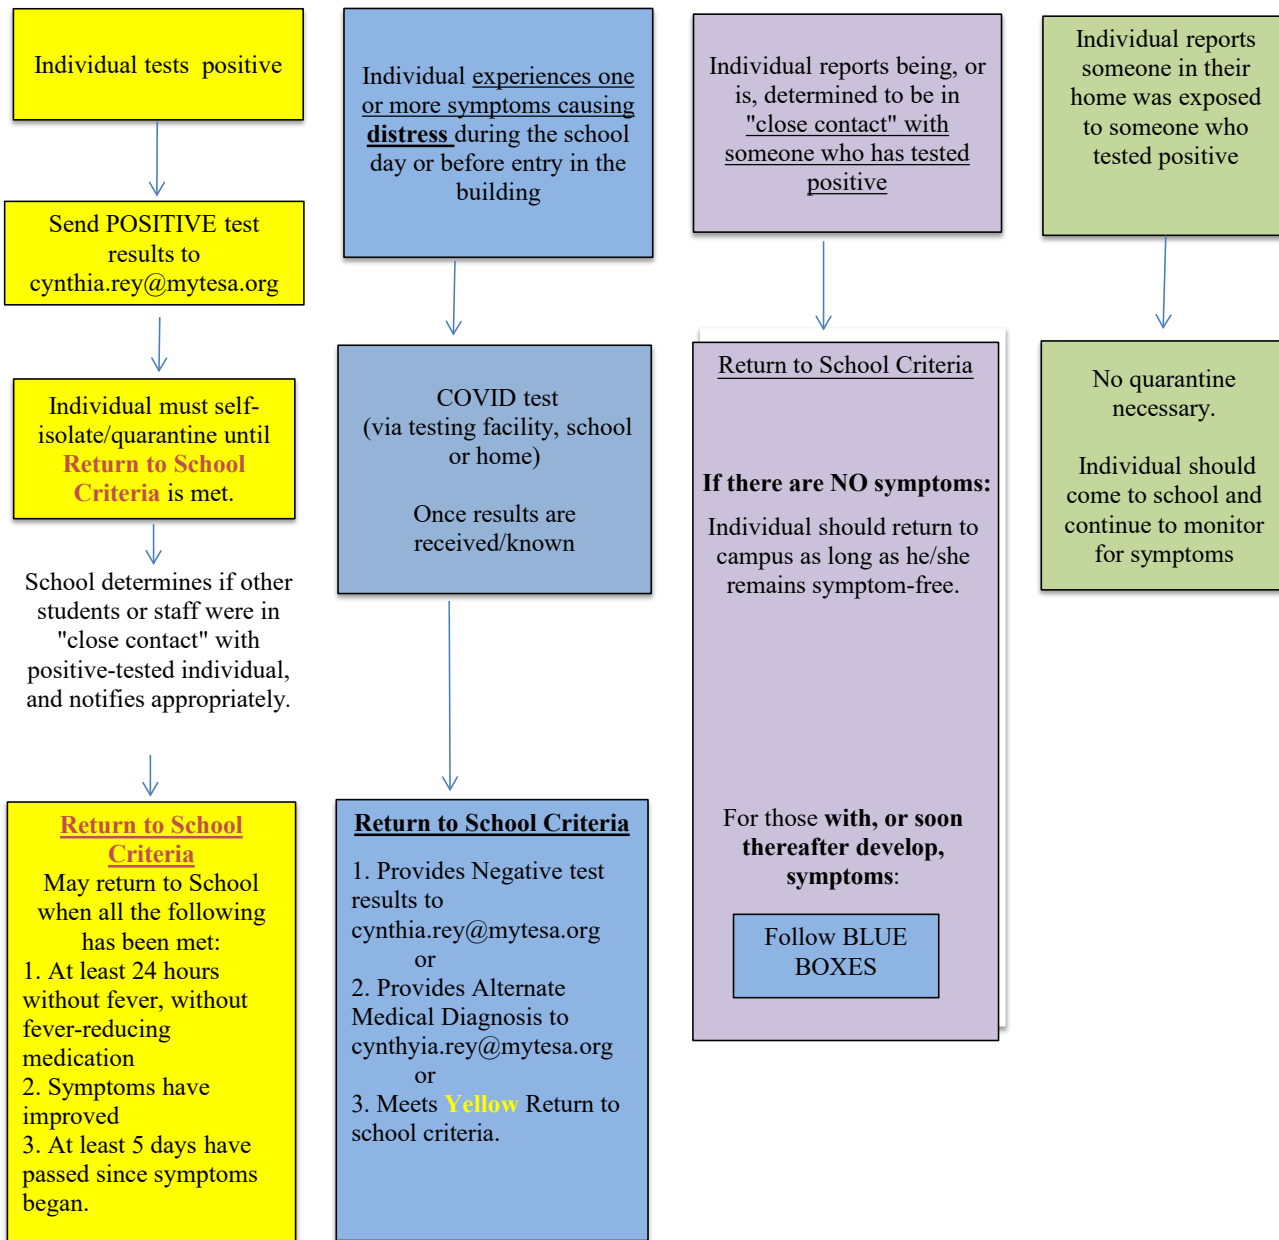 Individual tests  positive
Send POSITIVE test
results to
cynthia.rey@mytesa.org
Individual must self-
isolate/quarantine until
Return to School
Criteria is met.
School determines if other
students or staff were in
"close contact" with
positive-tested individual,
and notifies appropriately.
Return to School
Criteria
May return to School
when all the following
has been met:
1. At least 24 hours
without fever, without
fever-reducing
medication
2. Symptoms have
improved
3. At least 5 days have
passed since symptoms
began.
Individual experiences one
or more symptoms causing
distress during the school
day or before entry in the
building
COVID test
(via testing facility, school
or home)
Once results are
received/known
Return to School Criteria
1. Provides Negative test
results to
cynthia.rey@mytesa.org
or
2. Provides Alternate
Medical Diagnosis to
cynthyia.rey@mytesa.org
or
3. Meets Yellow Return to
school criteria.
Individual reports being, or
is, determined to be in
"close contact" with
someone who has tested
positive
Return to School Criteria
If there are NO symptoms:
Individual should return to
campus as long as he/she
remains symptom-free.
For those with, or soon
thereafter develop,
symptoms:
Follow BLUE
BOXES
Individual reports
someone in their
home was exposed
to someone who
tested positive
No quarantine
necessary.
Individual should
come to school and
continue to monitor
for symptoms